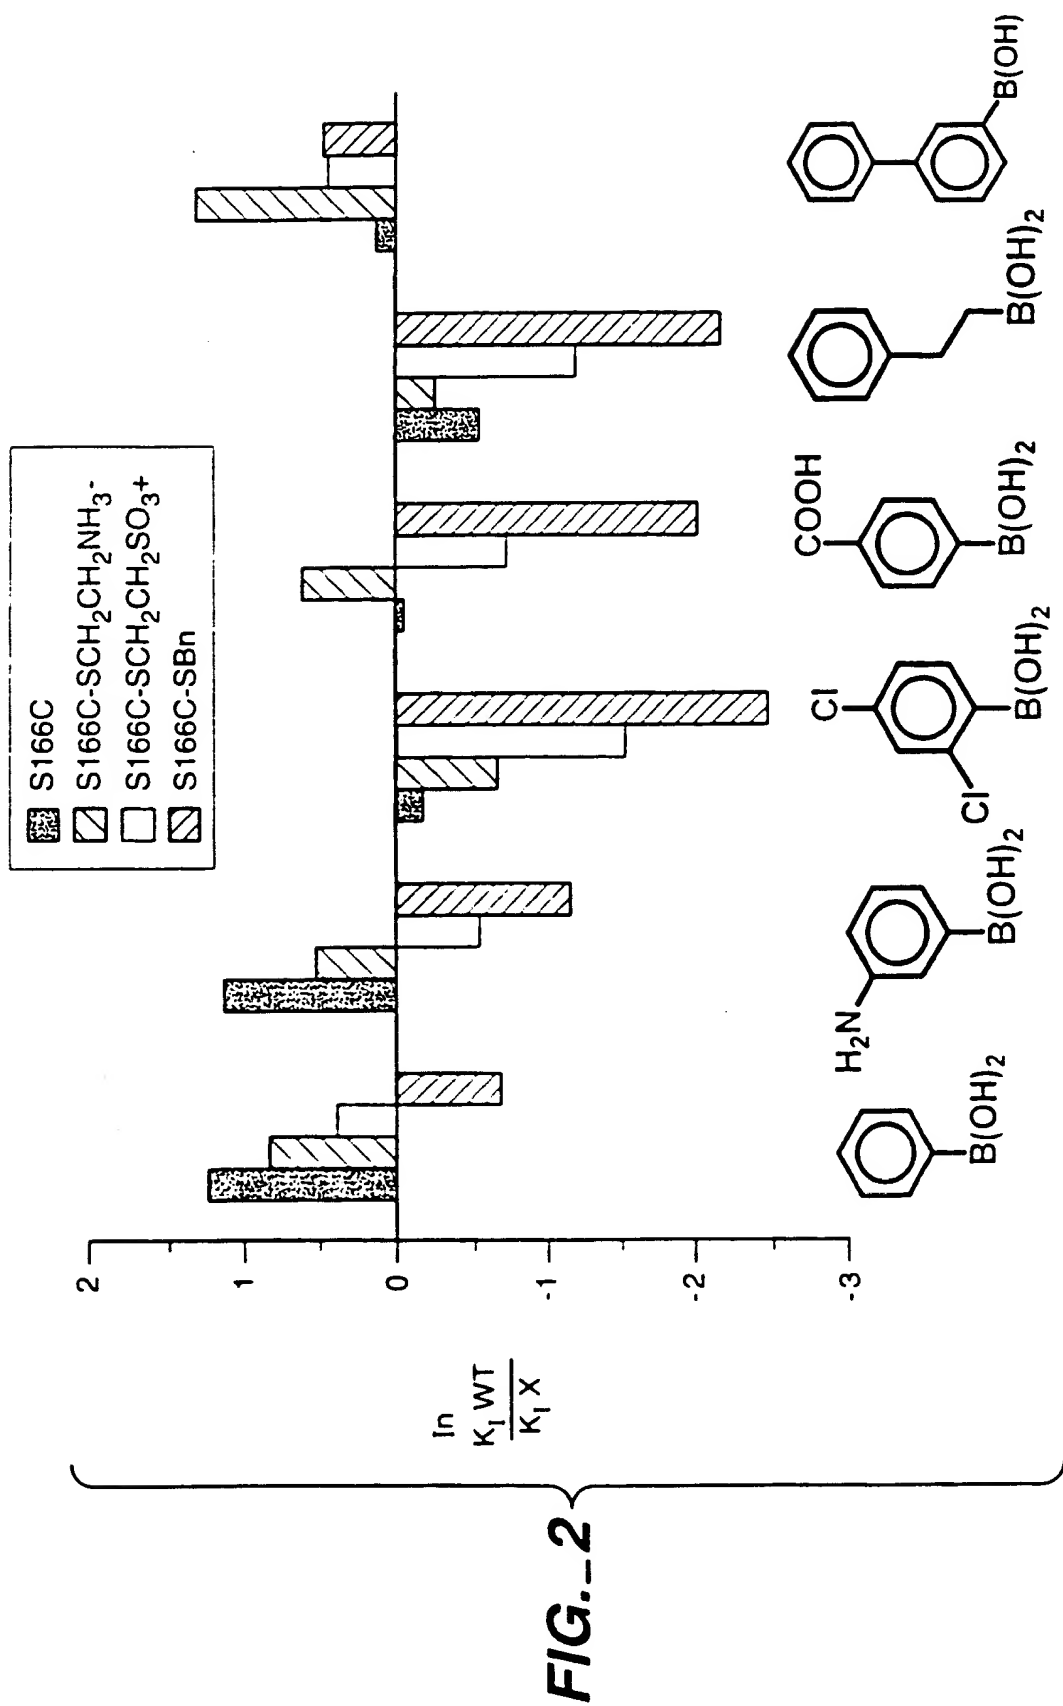 S166C
S166C-SCH₂CH₂NH₃-
S166C-SCH₂CH₂SO₃+
S166C-SBn
2
1
0
-1
-2
-3
ln
K_I WT
K_I X
B(OH)₂
H₂N
B(OH)₂
Cl
Cl
B(OH)₂
COOH
B(OH)₂
B(OH)₂
B(OH)
FIG._2